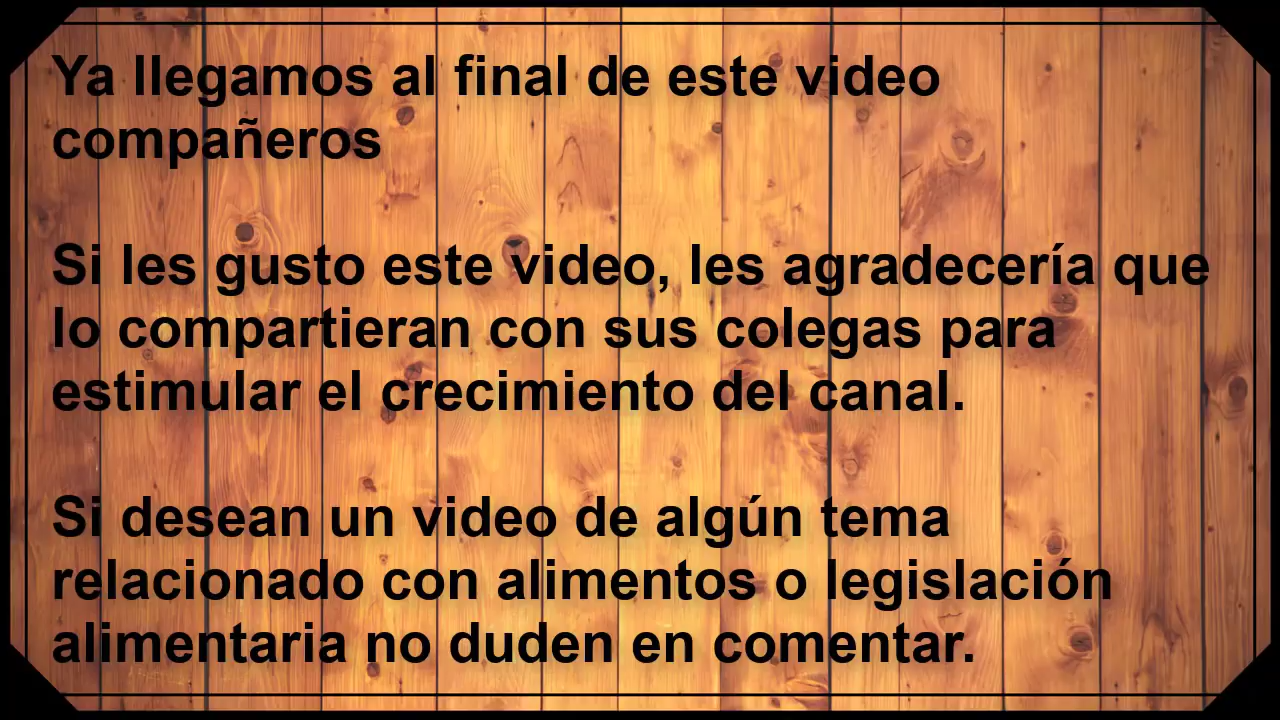 Ya llegamos al final de este video
compañeros
Si les gusto este video, les agradecería que
lo compartieran con sus colegas para
estimular el crecimiento del canal.
Si desean un video de algún tema
relacionado con alimentos o legislación
alimentaria no duden en comentar.